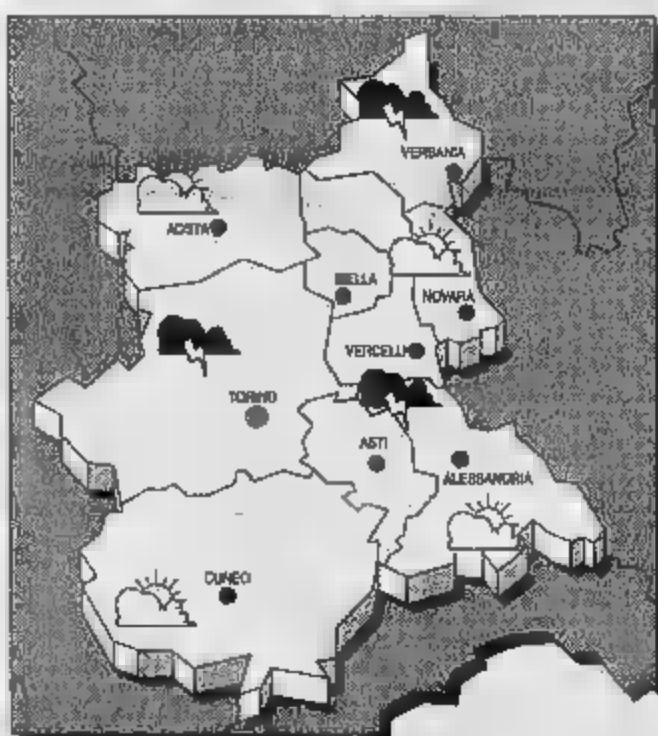 VERBANIA
AOSTA
BIELLA
NOVARA
VERCELLI
TORINO
ASTI
ALESSANDRIA
CUNEO